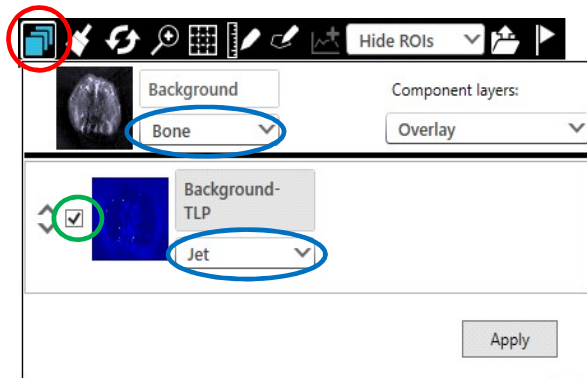 Hide ROIs
Background
Component layers:
Bone
Overlay
Background-
TLP
Jet
Apply